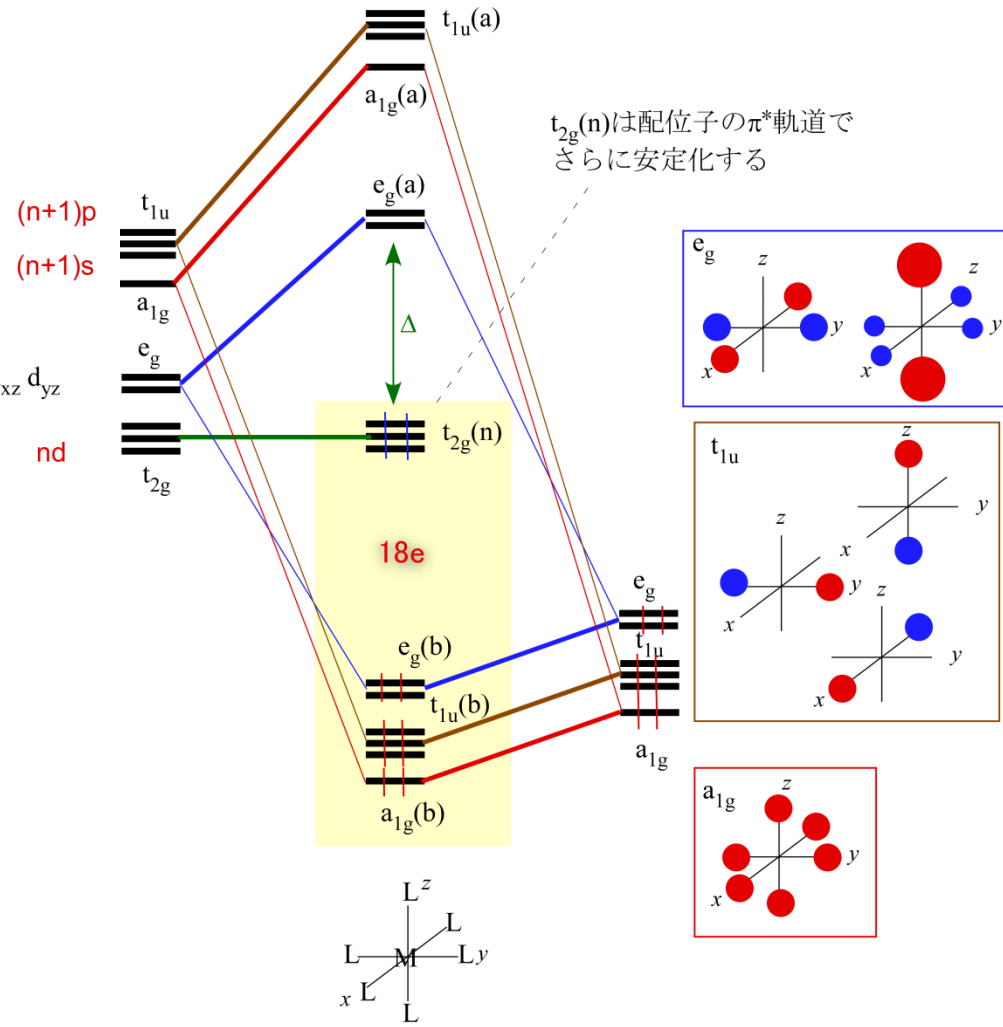 t1u(a)
a1g(a)
t2g(n)は配位子のπ*軌道で
さらに安定化する
eg(a)
(n+1)p
t1u
(n+1)s
a1g
Δ
eg
xz dyz
nd
t2g
t2g(n)
18e
eg(b)
t1u(b)
a1g(b)
eg
t1u
a1g
eg
z
y
x
z
y
x
t1u
z
y
x
z
y
x
z
y
x
a1g
z
y
x
L z
L
L M L y
x L
L